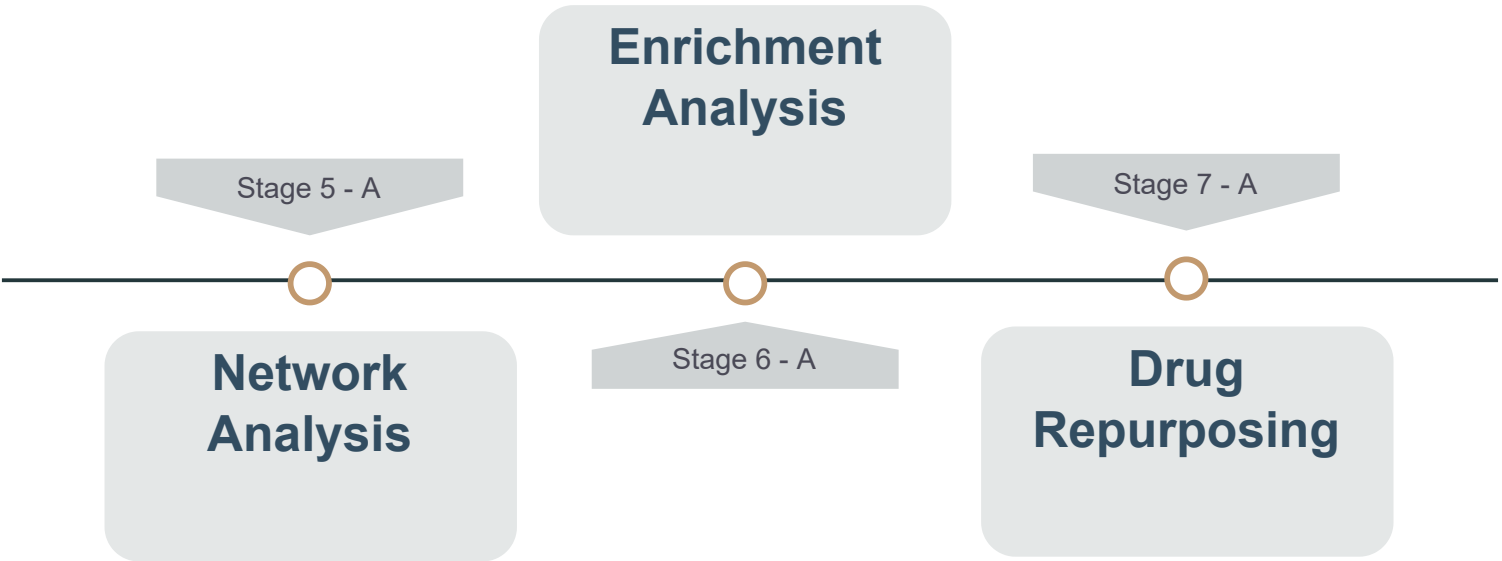 Enrichment
Analysis
Stage 5 - A
Stage 7 - A
Network
Analysis
Stage 6 - A
Drug
Repurposing